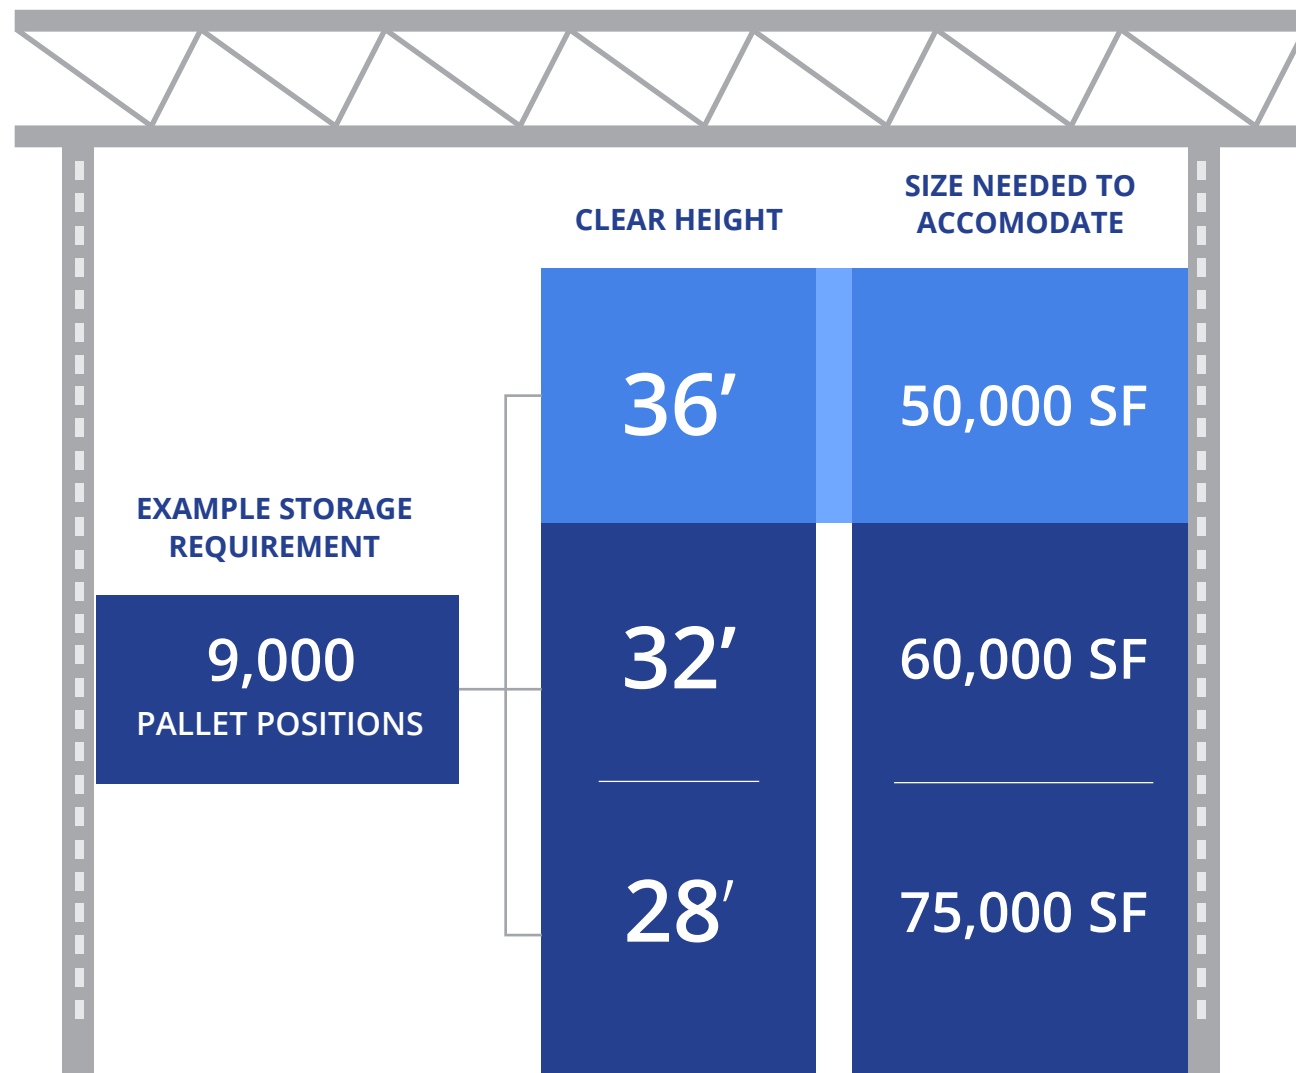 SIZE NEEDED TO
ACCOMODATE
CLEAR HEIGHT
36’
50,000 SF
EXAMPLE STORAGE
REQUIREMENT
9,000
PALLET POSITIONS
32’
60,000 SF
28’
75,000 SF